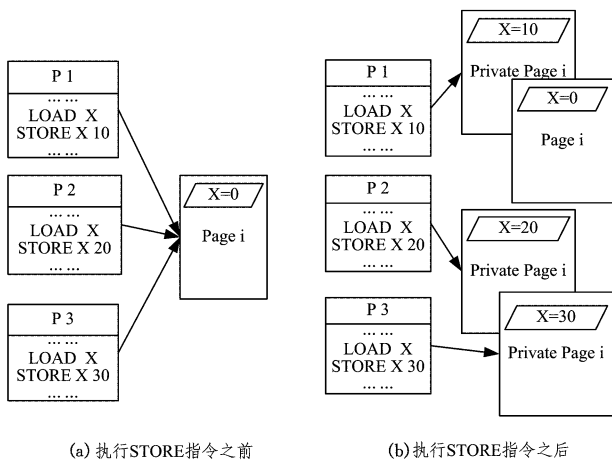 P 1
... ...
LOAD X
STORE X 10
... ...
P 2
... ...
LOAD X
STORE X 20
... ...
P 3
... ...
LOAD X
STORE X 30
... ...
X=0
Page i
(a) 执行STORE指令之前
P 1
... ...
LOAD X
STORE X 10
... ...
P 2
... ...
LOAD X
STORE X 20
... ...
P 3
... ...
LOAD X
STORE X 30
... ...
X=10
Private Page i
X=0
Page i
X=20
Private Page i
X=30
Private Page i
(b) 执行STORE指令之后